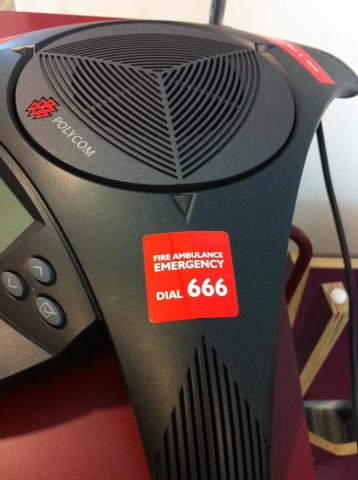 POLYCOM
FIRE AMBULANCE
EMERGENCY
DIAL 666